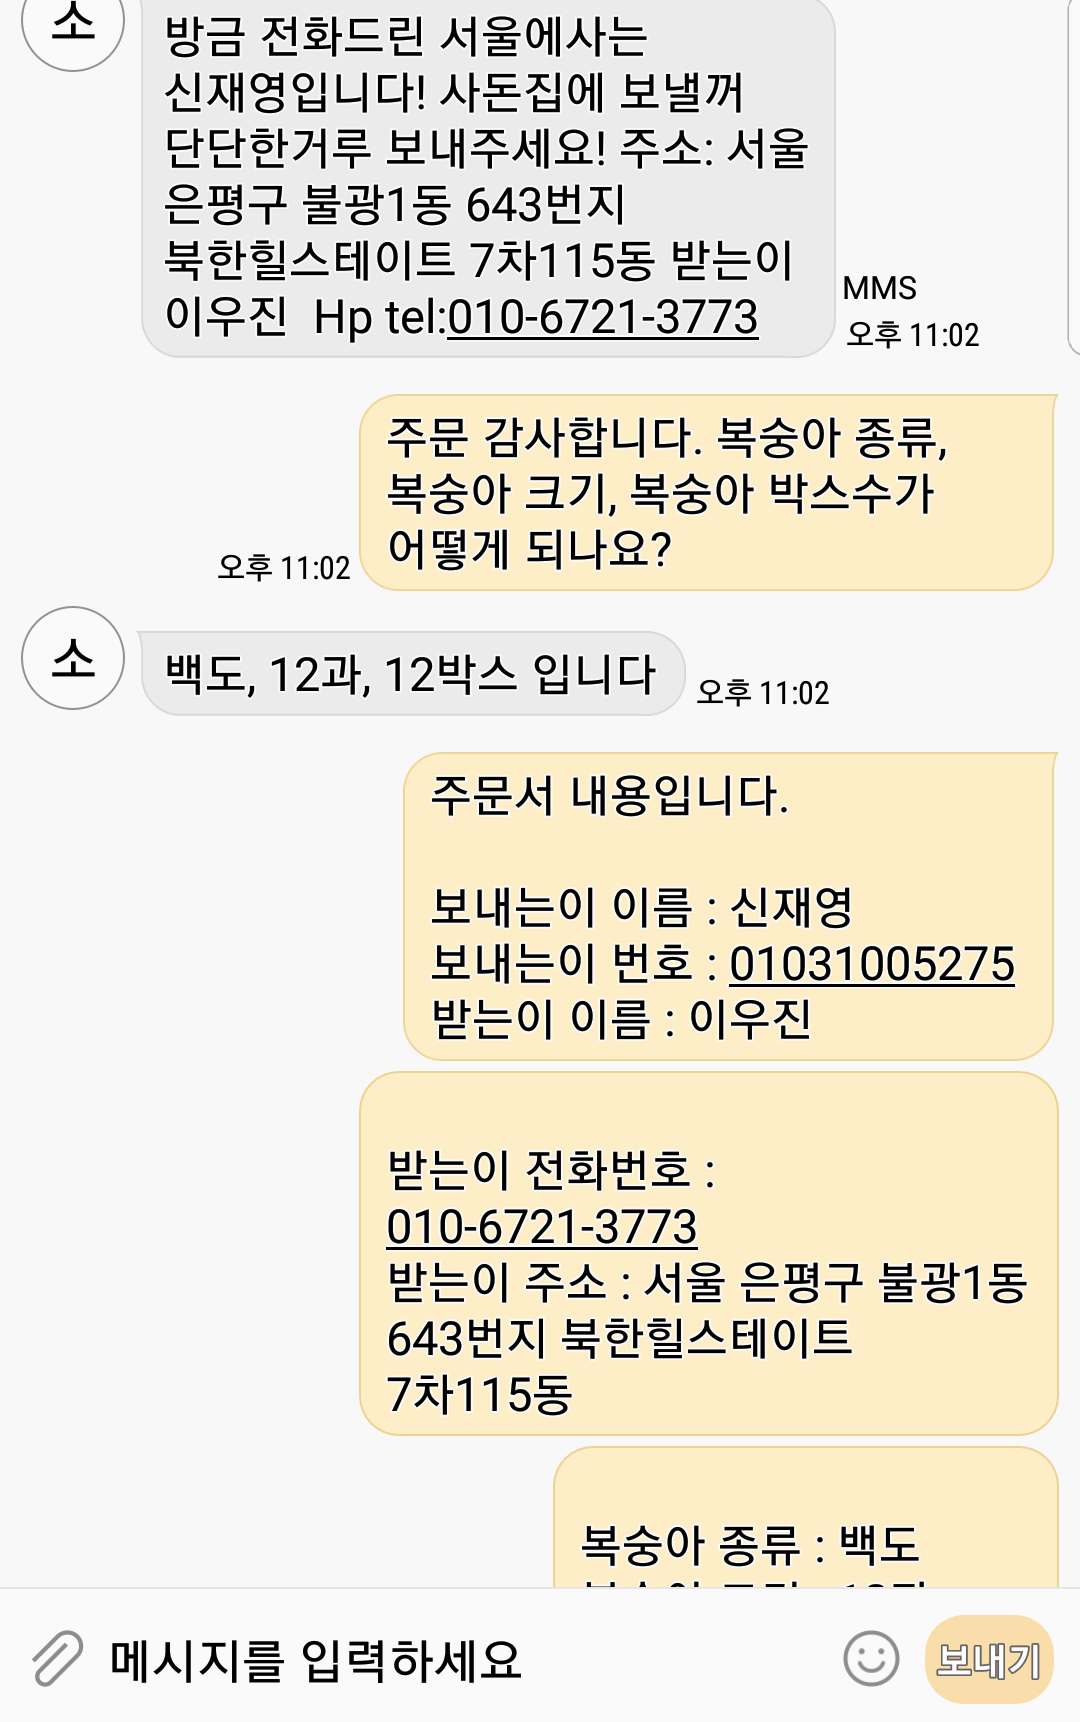 소
방금 전화드린 서울에사는
신재영입니다! 사돈집에 보낼꺼
단단한거루 보내주세요! 주소: 서울
은평구 불광1동 643번지
북한힐스테이트 7차115동 받는이
이우진  Hp tel:010-6721-3773
MMS
오후 11:02
주문 감사합니다. 복숭아 종류,
복숭아 크기, 복숭아 박스수가
어떻게 되나요?
오후 11:02
소
백도, 12과, 12박스 입니다
오후 11:02
주문서 내용입니다.
보내는이 이름 : 신재영
보내는이 번호 : 01031005275
받는이 이름 : 이우진
받는이 전화번호 :
010-6721-3773
받는이 주소 : 서울 은평구 불광1동
643번지 북한힐스테이트
7차115동
복숭아 종류 : 백도
메시지를 입력하세요
보내기